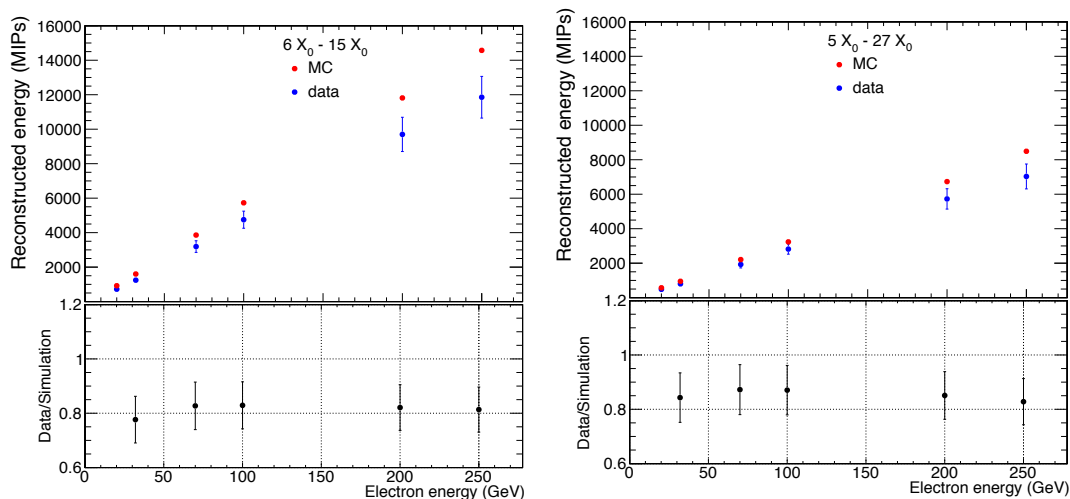 Reconstructed energy (MIPs)
16000
14000
12000
10000
8000
6000
4000
2000
6 X₀ - 15 X₀
MC
data
Data/Simulation
1.2
1
0.8
0.6
0 50 100 150 200 250
Electron energy (GeV)
Reconstructed energy (MIPs)
16000
14000
12000
10000
8000
6000
4000
2000
5 X₀ - 27 X₀
MC
data
Data/Simulation
1.2
1
0.8
0.6
0 50 100 150 200 250
Electron energy (GeV)